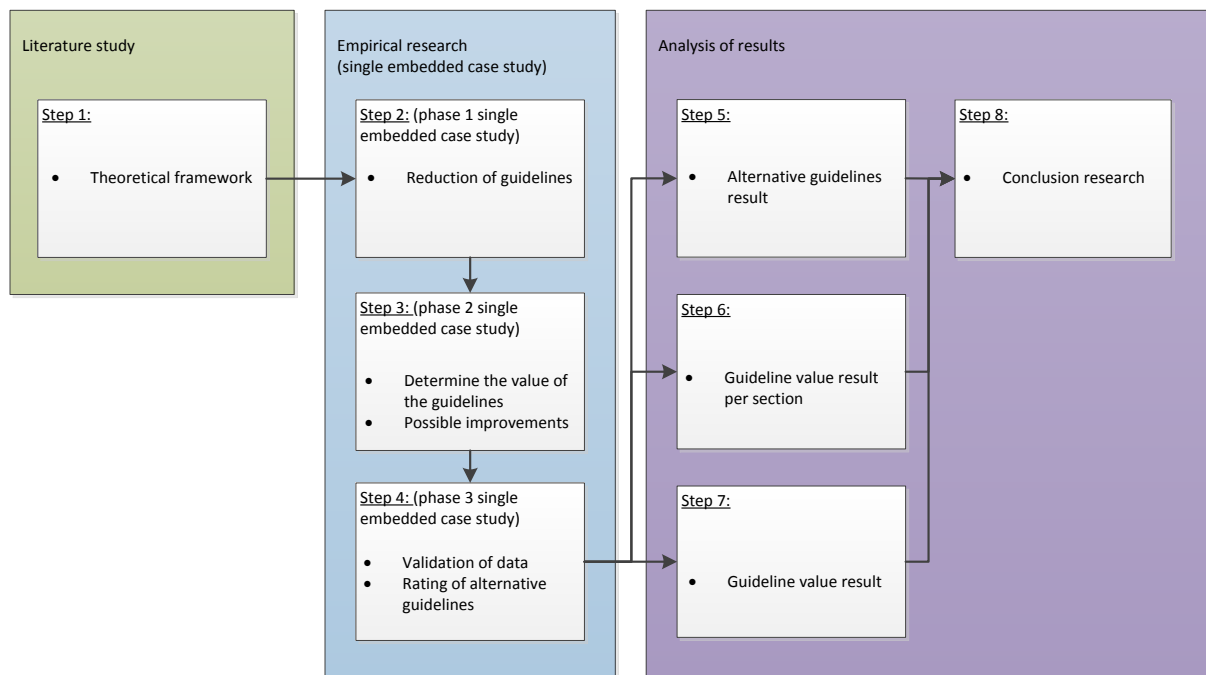 Literature study
Step 1:
• Theoretical framework
Empirical research
(single embedded case study)
Step 2: (phase 1 single
embedded case study)
• Reduction of guidelines
Step 3: (phase 2 single
embedded case study)
• Determine the value of
the guidelines
• Possible improvements
Step 4: (phase 3 single
embedded case study)
• Validation of data
• Rating of alternative
guidelines
Analysis of results
Step 5:
• Alternative guidelines
result
Step 6:
• Guideline value result
per section
Step 7:
• Guideline value result
Step 8:
• Conclusion research